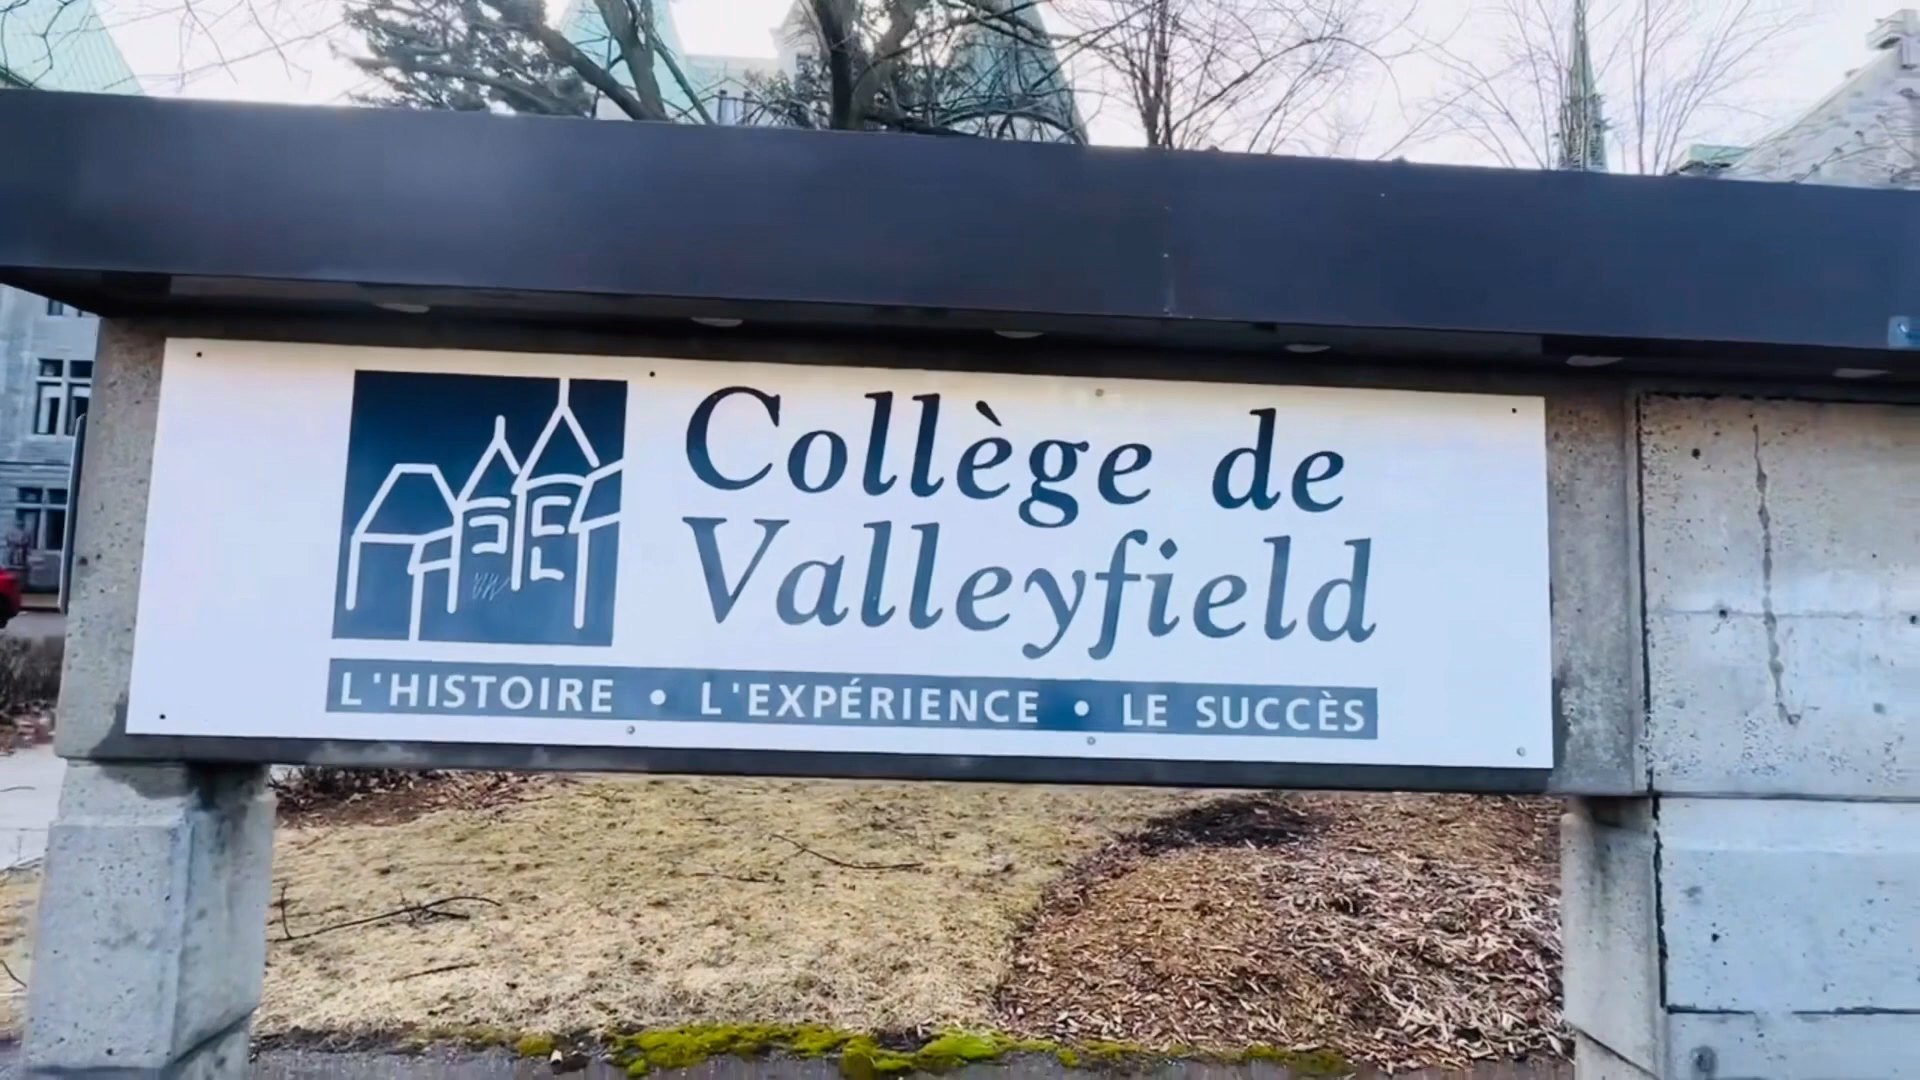 Collège de
Valleyfield
L'HISTOIRE • L'EXPÉRIENCE • LE SUCCÈS